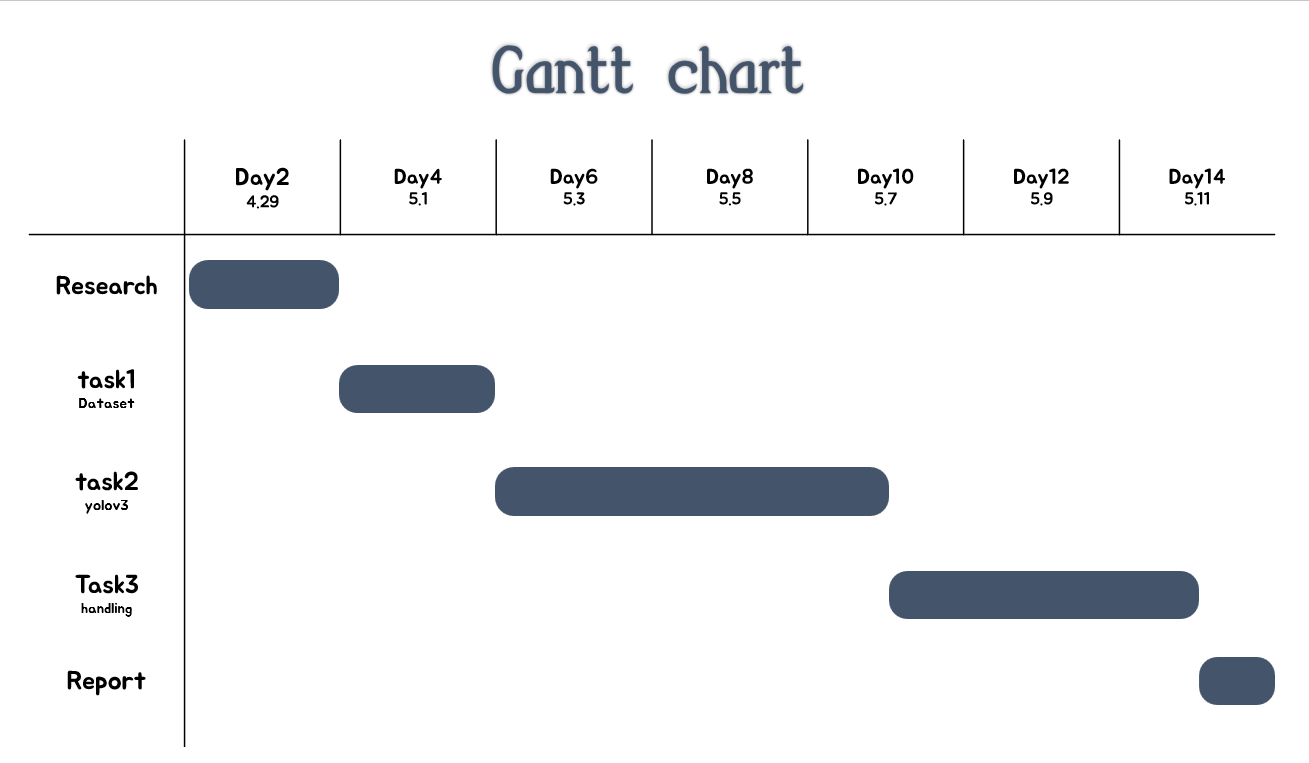 Gantt chart
Day2
4.29
Day4
5.1
Day6
5.3
Day8
5.5
Day10
5.7
Day12
5.9
Day14
5.11
Research
task1
Dataset
task2
yolov3
Task3
handling
Report